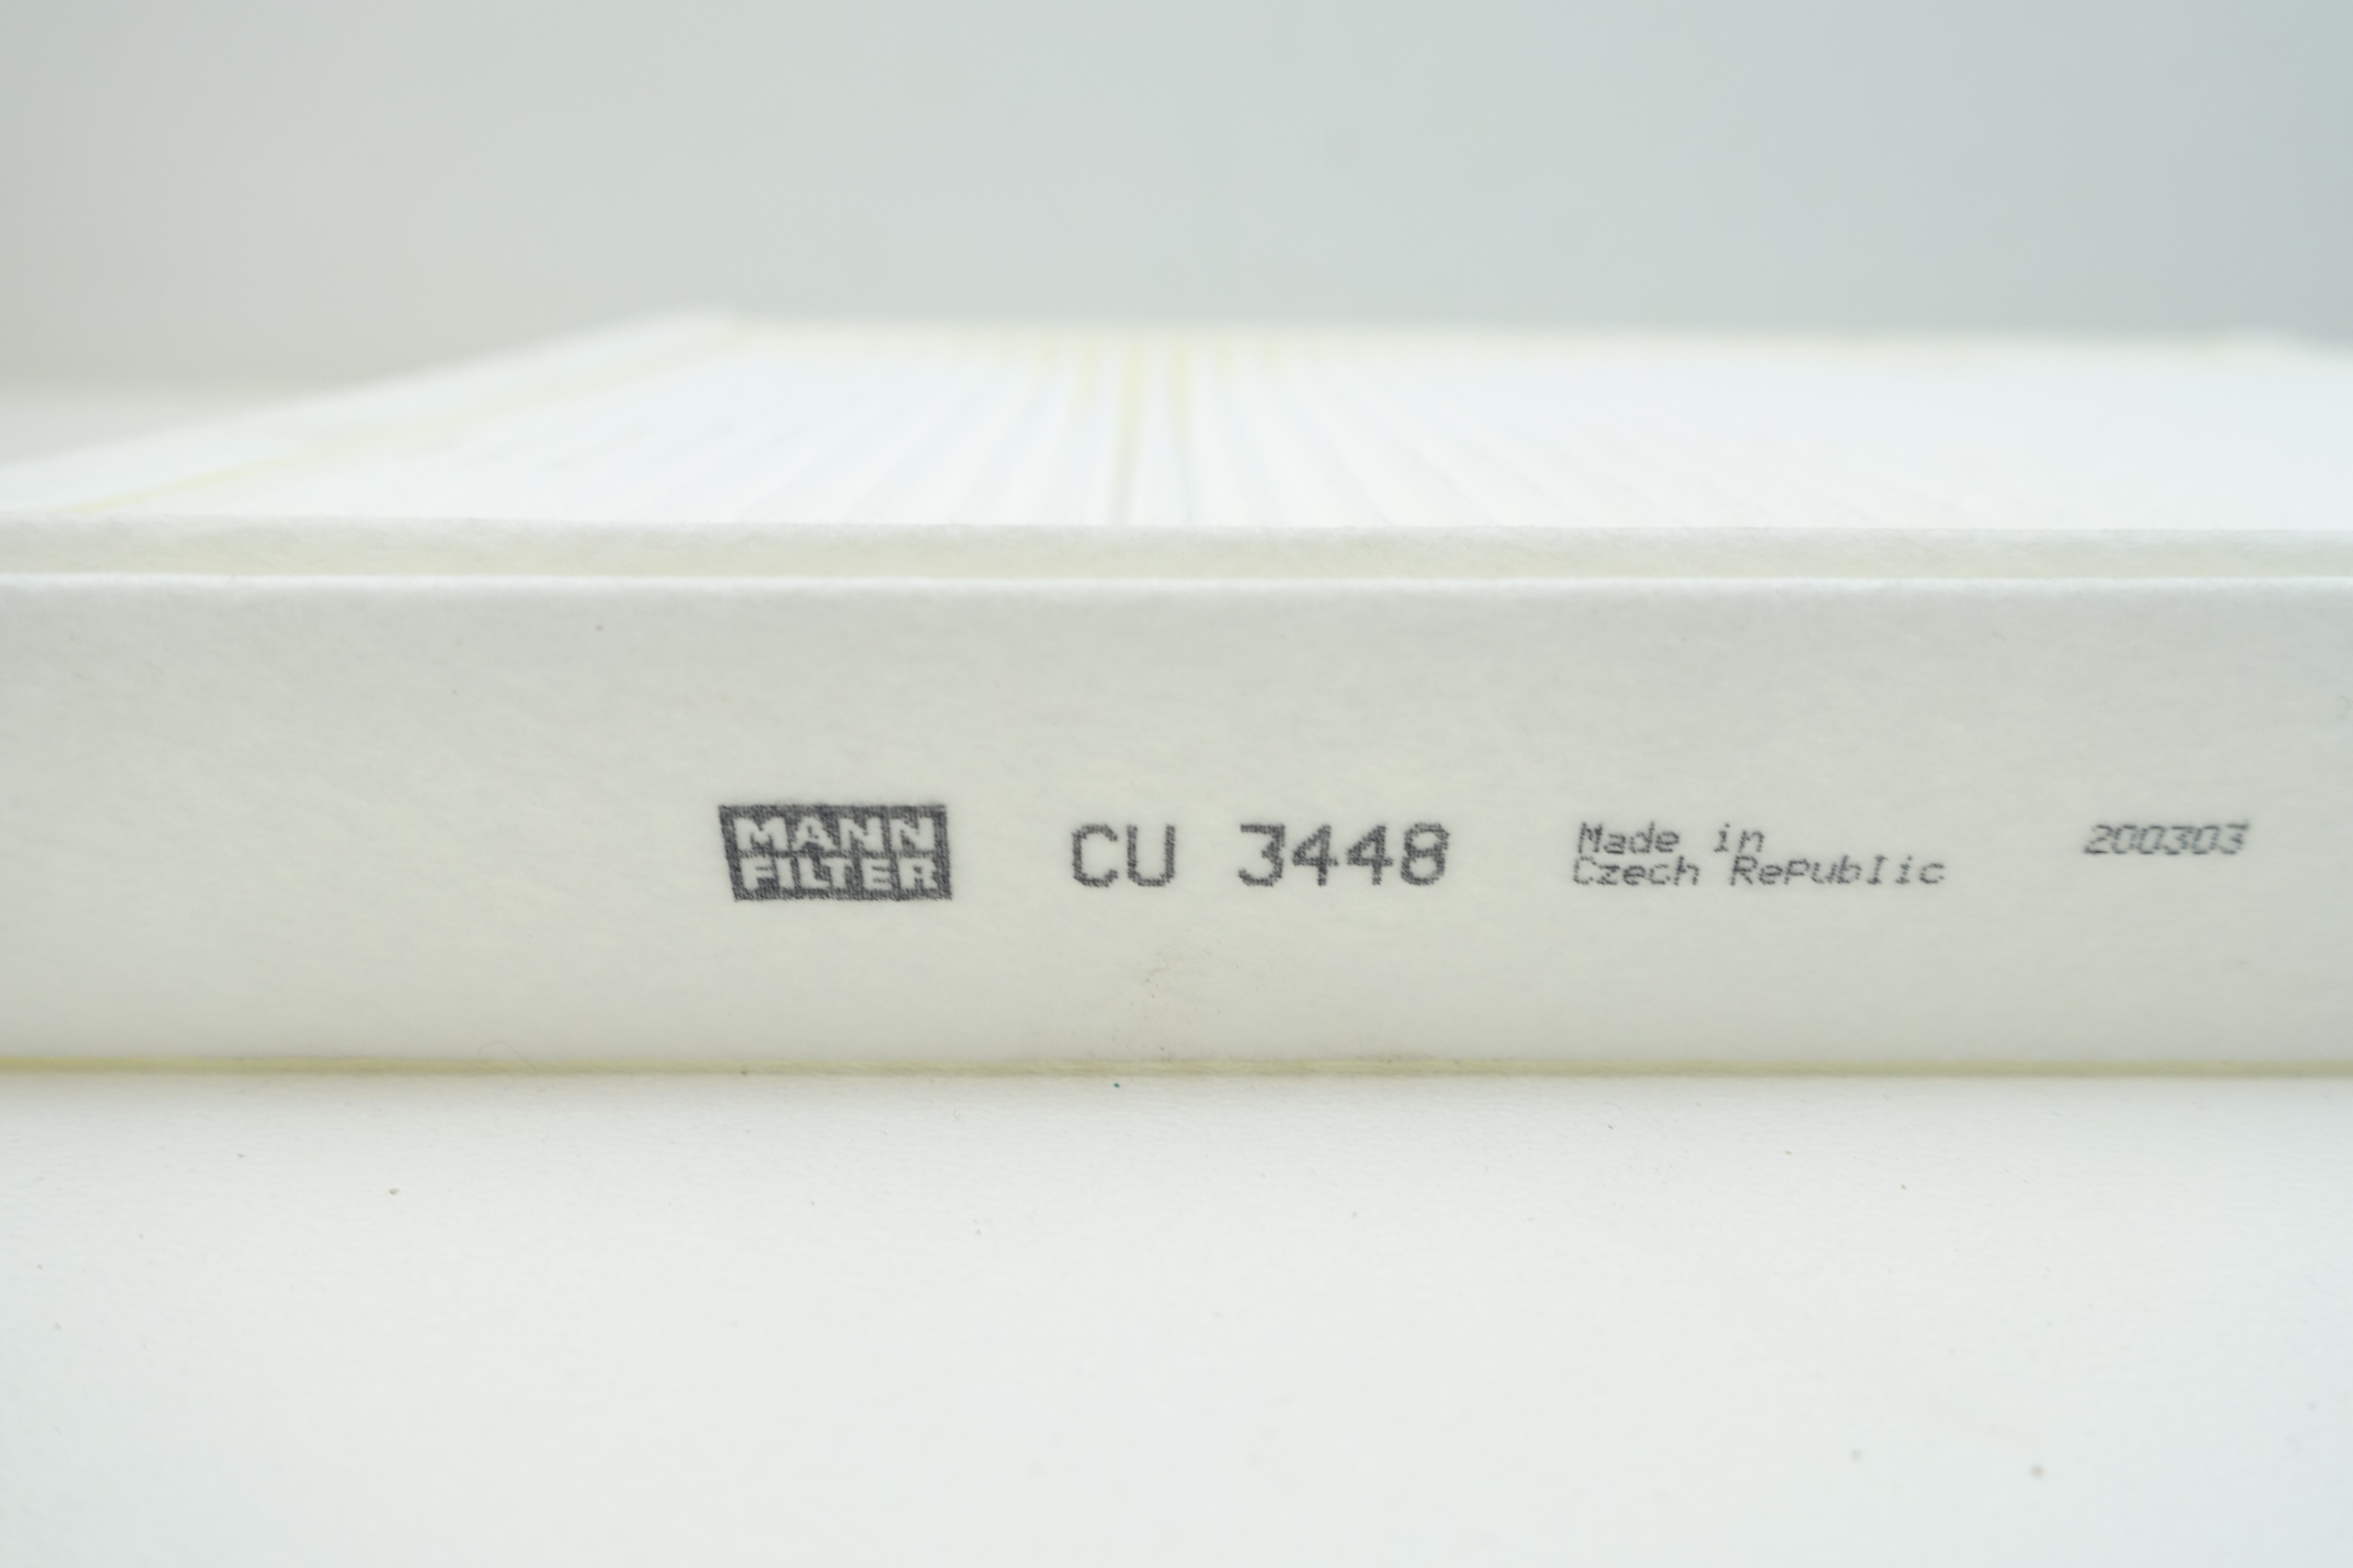 MANN
FILTER
CU 3448
Made in
Czech Republic
200303